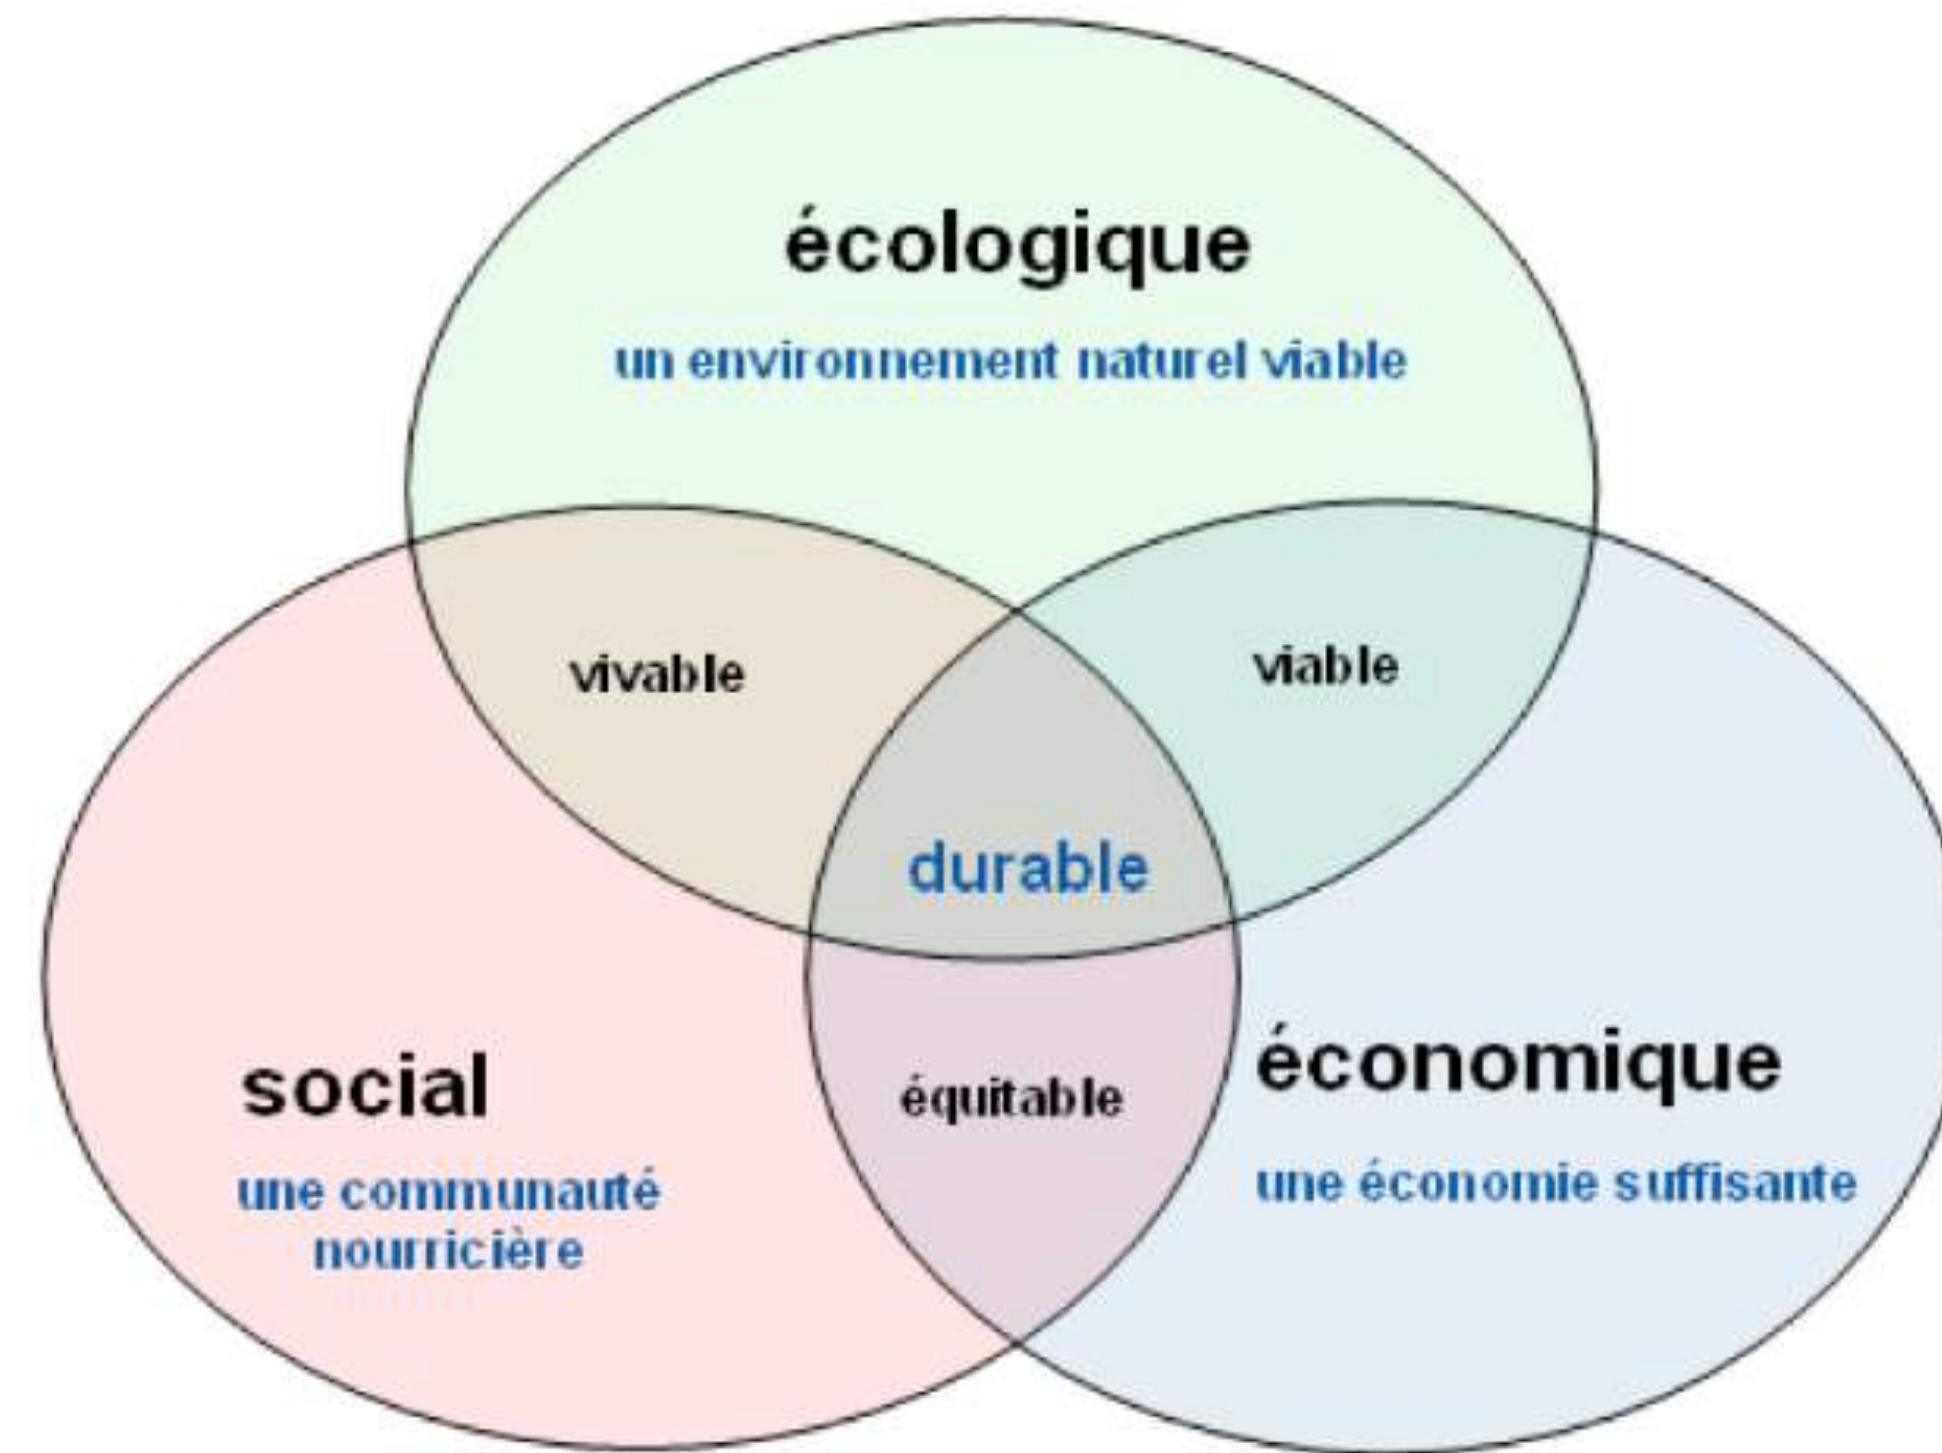 écologique
un environnement naturel viable
vivable
viable
durable
social
économique
équitable
une communauté
nourricière
une économie suffisante